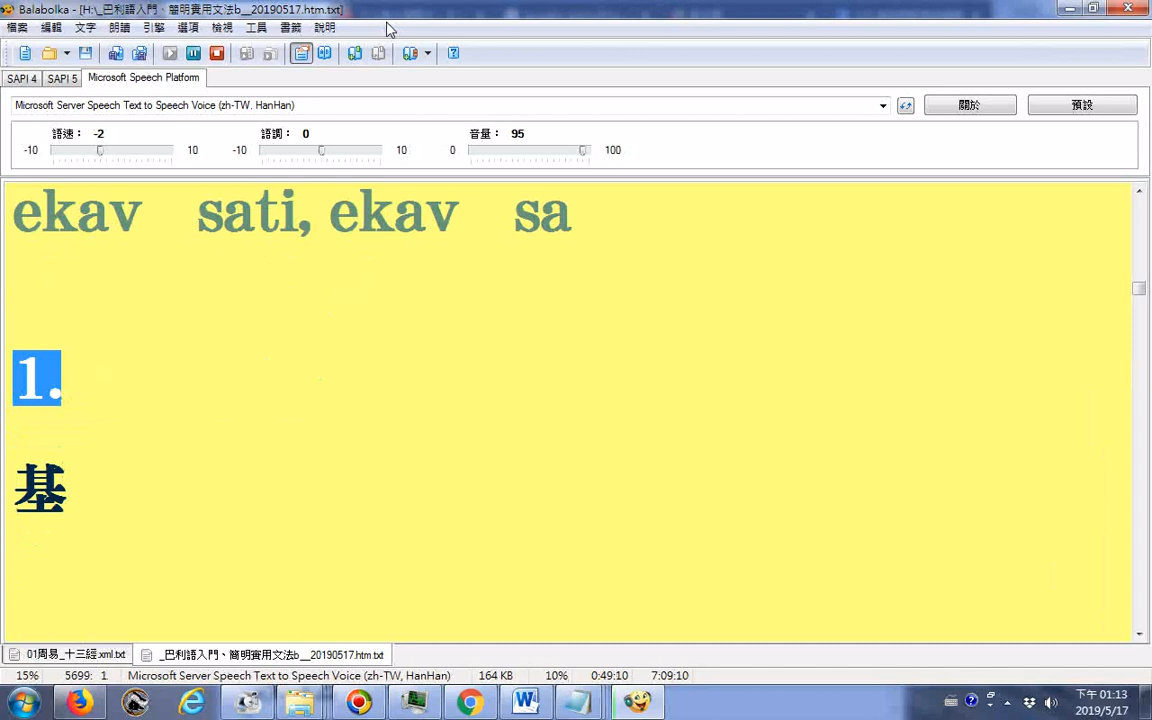 Balabolka - [H:\_巴利語入門、簡明實用文法b__20190517.htm.txt]
檔案 編輯 文字 朗讀 引擎 選項 檢視 工具 書籤 說明
SAPI 4 SAPI 5 Microsoft Speech Platform
Microsoft Server Speech Text to Speech Voice (zh-TW, HanHan) 關於 預設
語速： -2 語調： 0 音量： 95
-10 10 -10 10 0 100
ekav sati, ekav sa
1.
基
01周易_十三經.xml.txt _巴利語入門、簡明實用文法b__20190517.htm.txt
15% 5699: 1 Microsoft Server Speech Text to Speech Voice (zh-TW, HanHan) 164 KB 10% 0:49:10 7:09:10
下午 01:13
2019/5/17